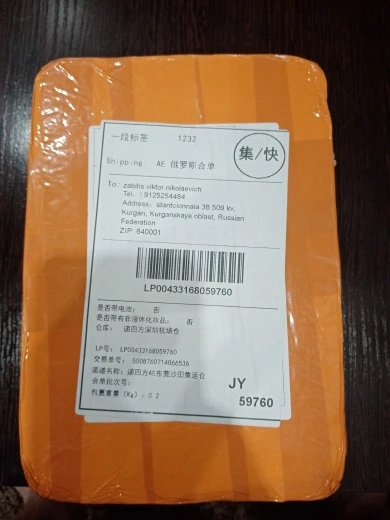 一段标签 1232
Shipping: AE 俄罗斯合单
集/快
To: zabitis viktor nikolaevich
Tel: / 9125254484
Address: stantcionnaia 38 509 kv,
Kurgan, Kurganskaya oblast, Russian
Federation
ZIP 640001
LP00433168059760
是否带电池: 否
是否带有非液体化妆品: 否
仓库: 递四方深圳机场仓
LP号: LP00433168059760
交易单号: 5008760714066536
渠道名称: 递四方AE东莞沙田集运仓
合单批次号:
包裹重量 (Kg): 0.2
JY
59760